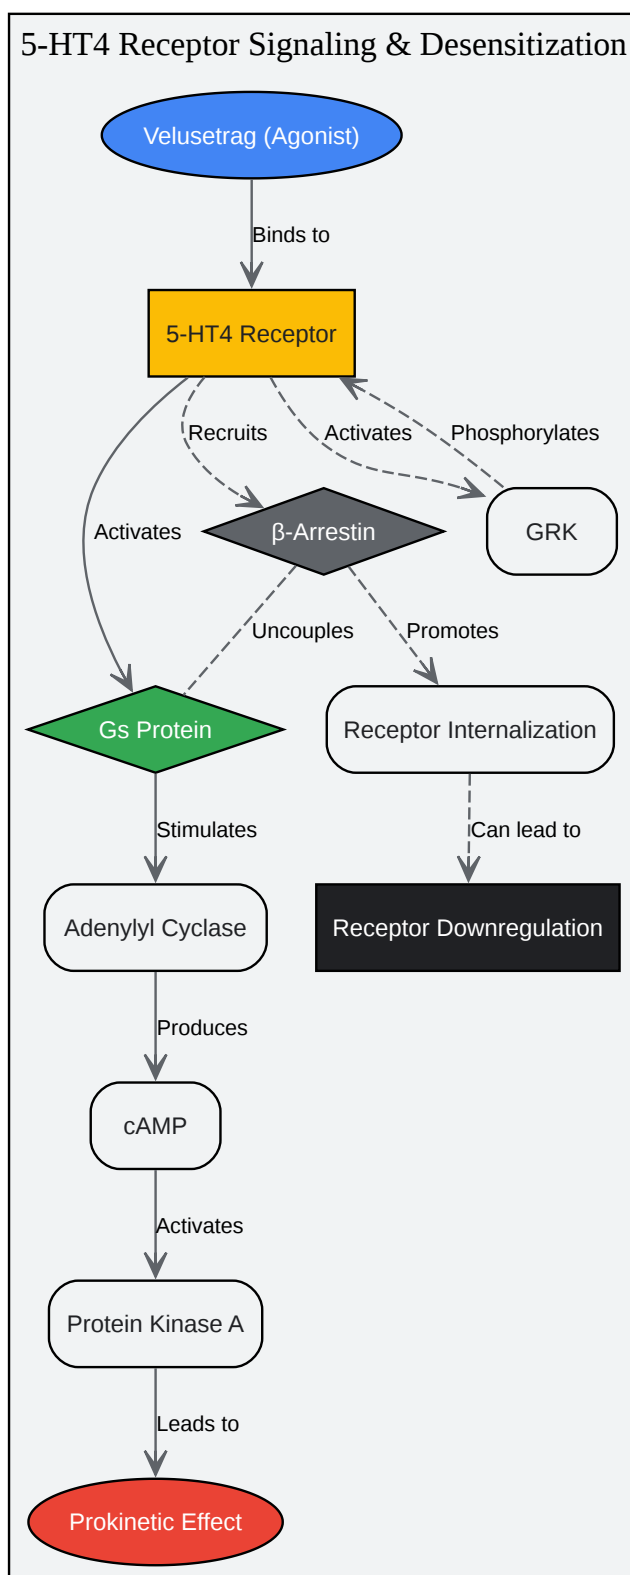 5-HT4 Receptor Signaling & Desensitization
Velusetrag (Agonist)
Binds to
5-HT4 Receptor
Recruits
Activates
Phosphorylates
Activates
β-Arrestin
GRK
Uncouples
Promotes
Gs Protein
Receptor Internalization
Stimulates
Can lead to
Adenylyl Cyclase
Receptor Downregulation
Produces
cAMP
Activates
Protein Kinase A
Leads to
Prokinetic Effect